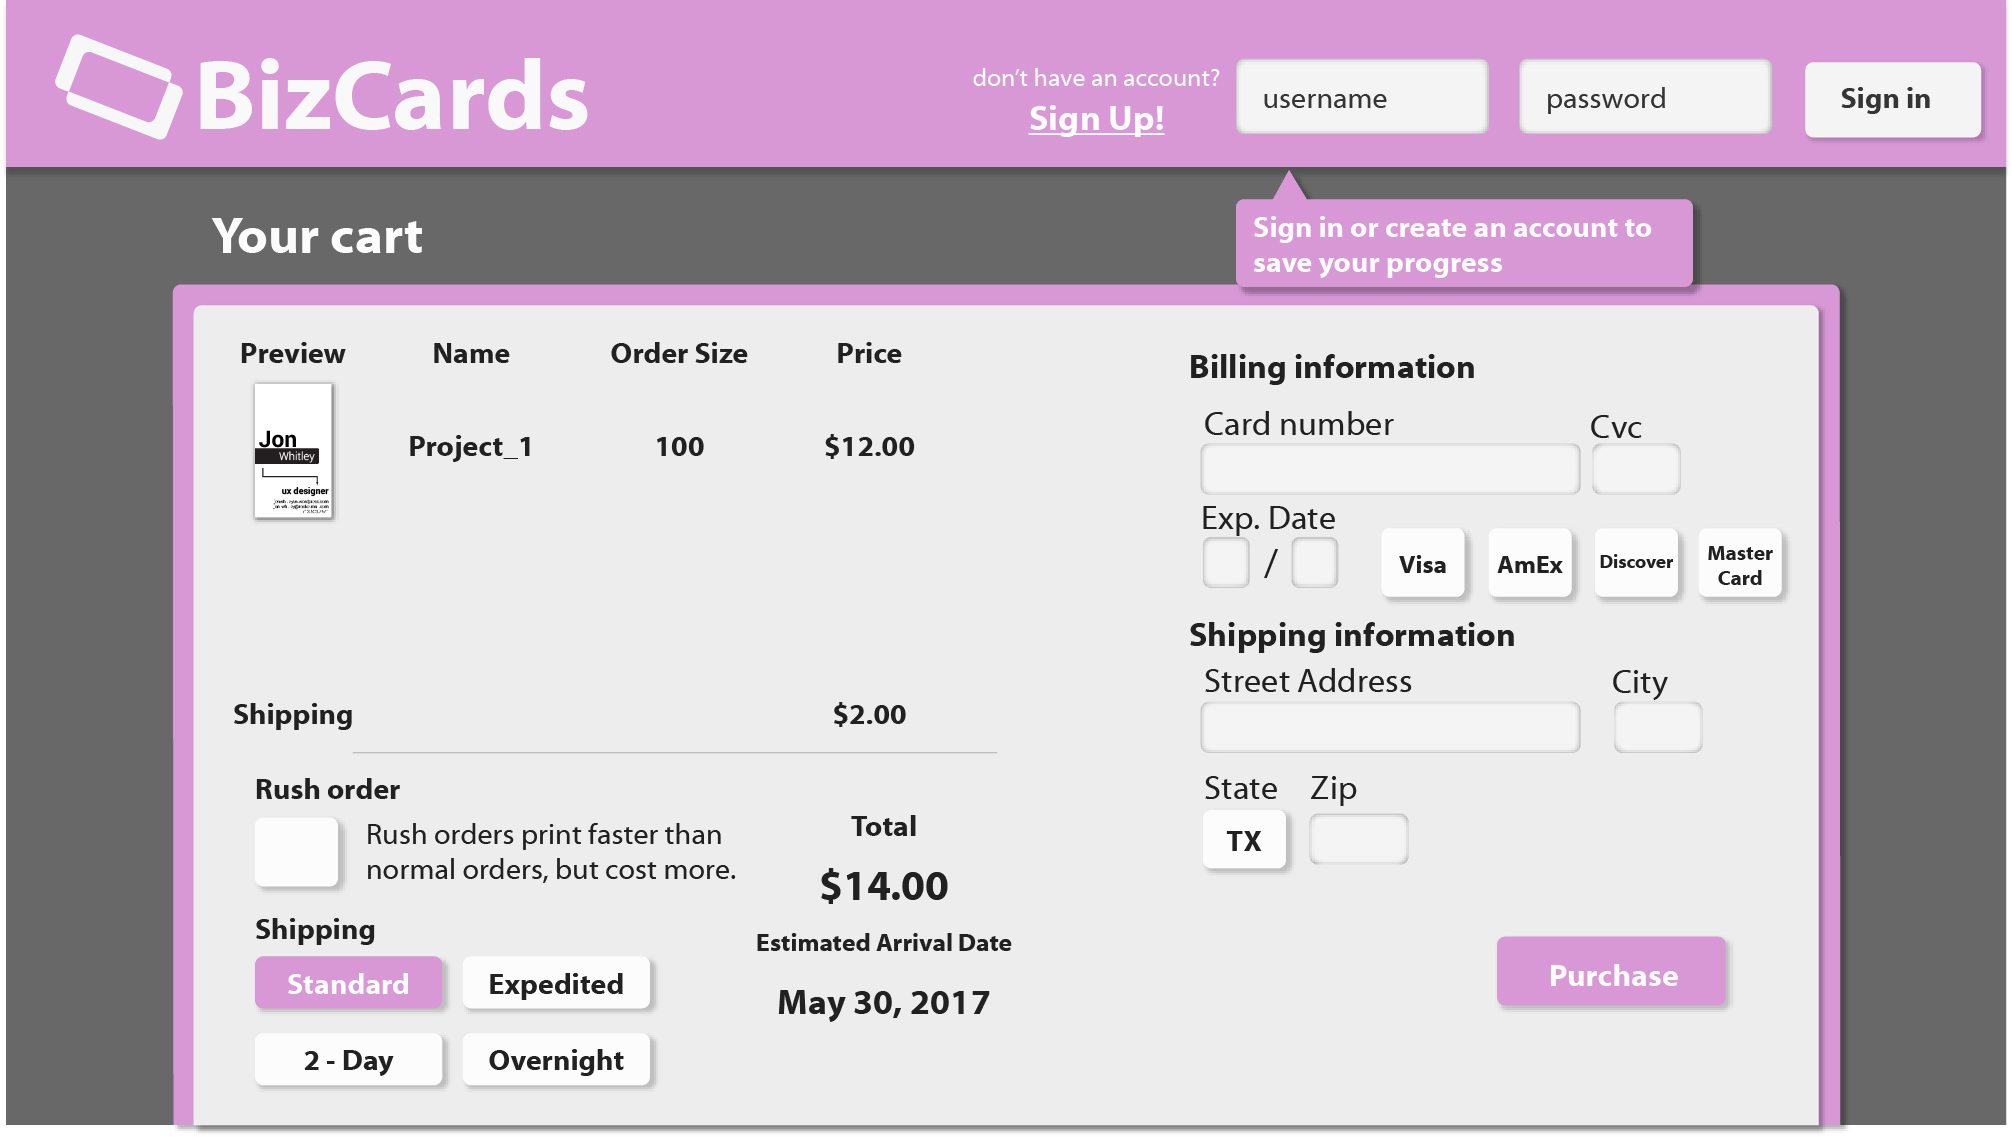 BizCards
don't have an account?
Sign Up!
username
password
Sign in
Sign in or create an account to
save your progress
Your cart
Preview Name Order Size Price
Jon
Whitley
ux designer
Project_1 100 $12.00
Shipping $2.00
Rush order
Rush orders print faster than
normal orders, but cost more.
Total
$14.00
Estimated Arrival Date
May 30, 2017
Shipping
Standard Expedited
2 - Day Overnight
Billing information
Card number Cvc
Exp. Date
/
Visa AmEx Discover Master
Card
Shipping information
Street Address City
State Zip
TX
Purchase